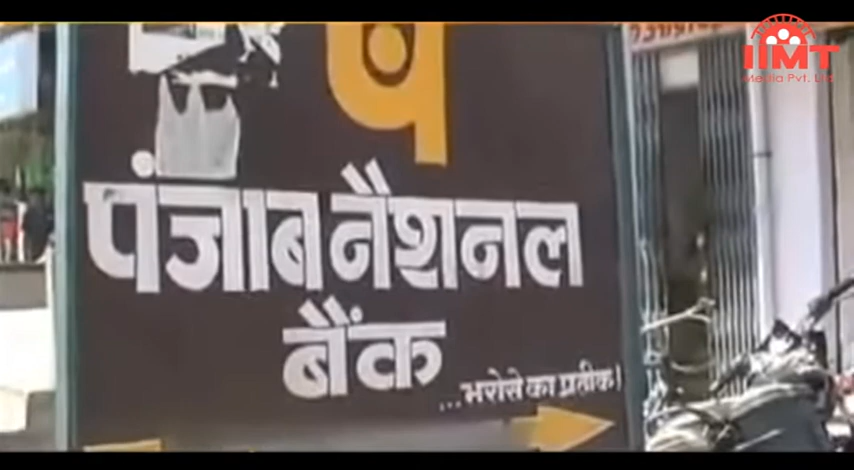 IIMT
Media Pvt. Ltd
पंजाब नैशनल
बैंक
...भरोसे का प्रतीक!